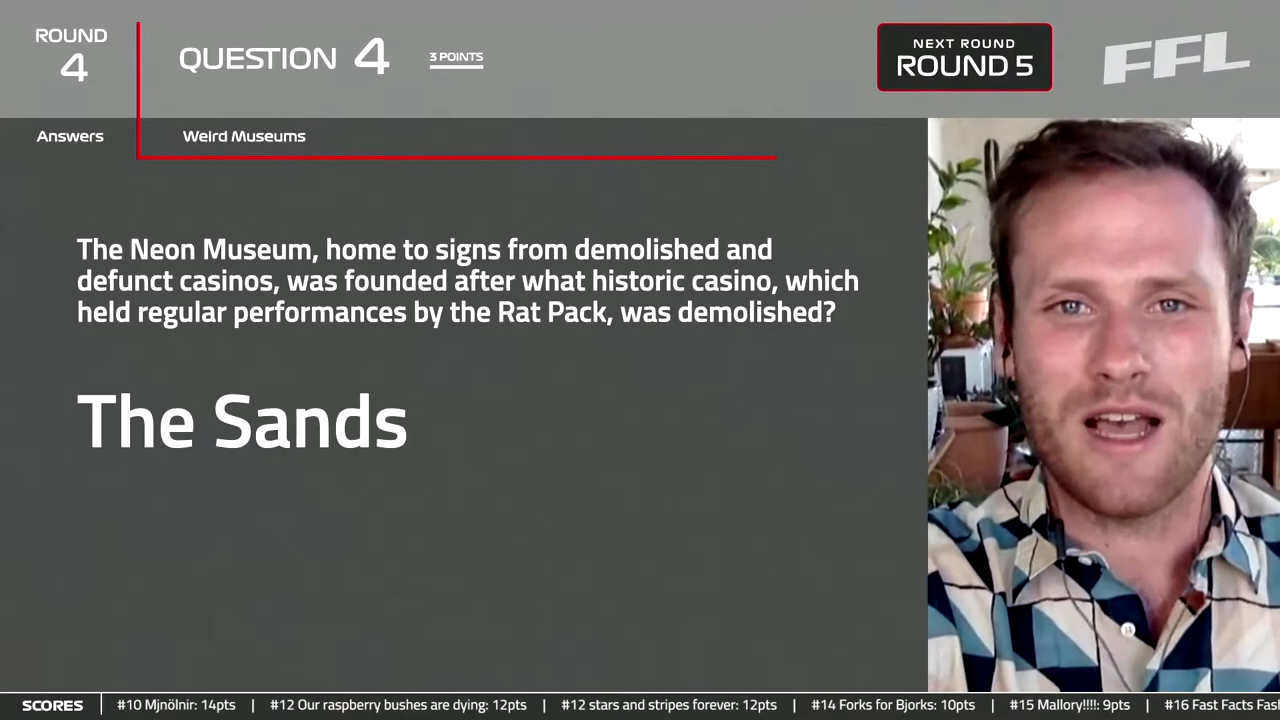 ROUND
4
QUESTION 4
3 POINTS
NEXT ROUND
ROUND 5
FFL
Answers
Weird Museums
The Neon Museum, home to signs from demolished and
defunct casinos, was founded after what historic casino, which
held regular performances by the Rat Pack, was demolished?
The Sands
SCORES | #10 Mjnölnir: 14pts | #12 Our raspberry bushes are dying: 12pts | #12 stars and stripes forever: 12pts | #14 Forks for Bjorks: 10pts | #15 Mallory!!!!: 9pts | #16 Fast Facts